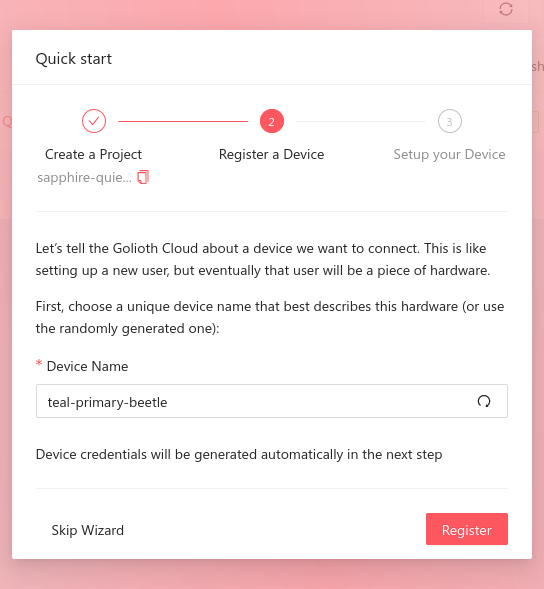 Quick start
2
3
Create a Project
Register a Device
Setup your Device
sapphire-quie...
Let's tell the Golioth Cloud about a device we want to connect. This is like
setting up a new user, but eventually that user will be a piece of hardware.
First, choose a unique device name that best describes this hardware (or use
the randomly generated one):
* Device Name
teal-primary-beetle
Device credentials will be generated automatically in the next step
Skip Wizard
Register